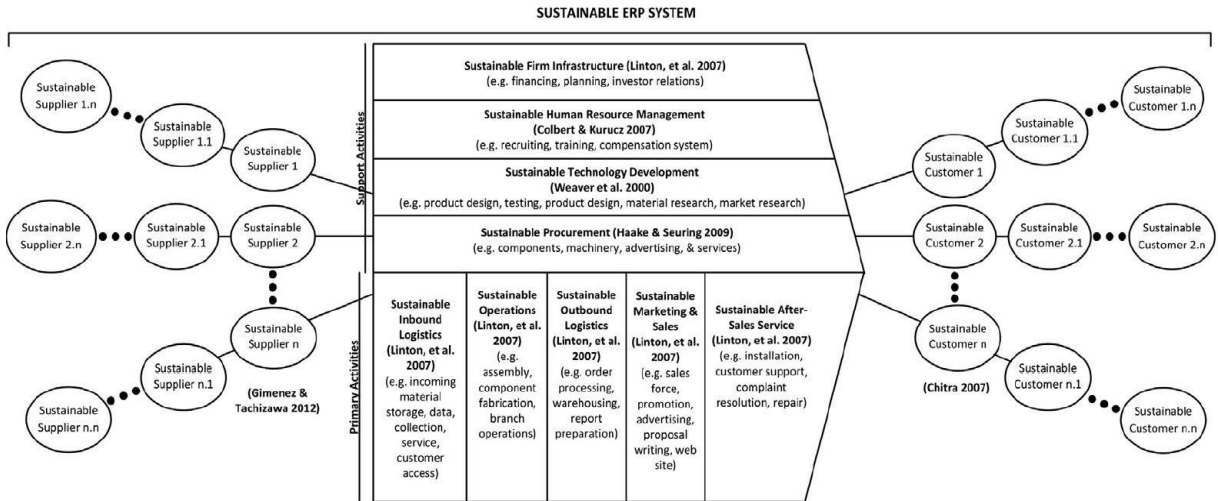 SUSTAINABLE ERP SYSTEM
Sustainable
Supplier 1.n
Sustainable
Supplier 1.1
Sustainable
Supplier 1
Sustainable
Supplier 2.n
Sustainable
Supplier 2.1
Sustainable
Supplier 2
Sustainable
Supplier n
Sustainable
Supplier n.1
Sustainable
Supplier n.n
(Gimenez &
Tachizawa 2012)
Support Activities
Sustainable Firm Infrastructure (Linton, et al. 2007)
(e.g. financing, planning, investor relations)
Sustainable Human Resource Management
(Colbert & Kurucz 2007)
(e.g. recruiting, training, compensation system)
Sustainable Technology Development
(Weaver et al. 2000)
(e.g. product design, testing, product design, material research, market research)
Sustainable Procurement (Haake & Seuring 2009)
(e.g. components, machinery, advertising, & services)
Primary Activities
Sustainable
Inbound
Logistics
(Linton, et al.
2007)
(e.g. incoming
material
storage, data,
collection,
service,
customer
access)
Sustainable
Operations
(Linton, et al.
2007)
(e.g.
assembly,
component
fabrication,
branch
operations)
Sustainable
Outbound
Logistics
(Linton, et al.
2007)
(e.g. order
processing,
warehousing,
report
preparation)
Sustainable
Marketing &
Sales
(Linton, et al.
2007)
(e.g. sales
force,
promotion,
advertising,
proposal
writing, web
site)
Sustainable After-
Sales Service
(Linton, et al. 2007)
(e.g. installation,
customer support,
complaint
resolution, repair)
Sustainable
Customer 1.n
Sustainable
Customer 1.1
Sustainable
Customer 1
Sustainable
Customer 2
Sustainable
Customer 2.1
Sustainable
Customer 2.n
Sustainable
Customer n
Sustainable
Customer n.1
Sustainable
Customer n.n
(Chitra 2007)